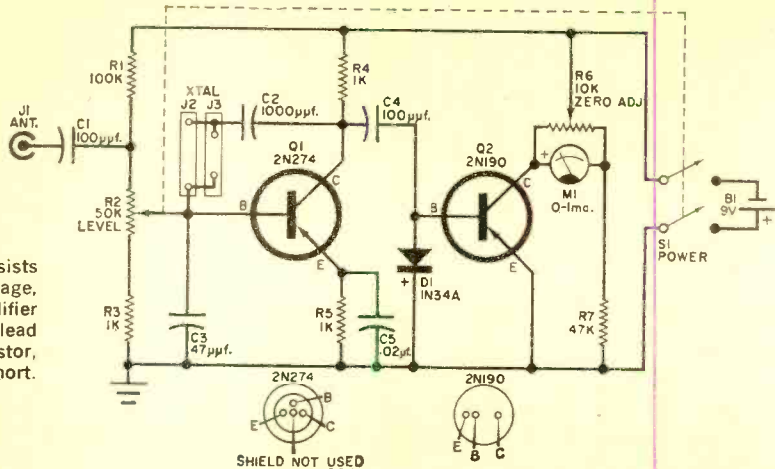 R1
100K
J1
ANT.
C1
100µµf.
XTAL
J2 J3
C2
1000µµf.
R4
1K
C4
100µµf.
R6
10K
ZERO ADJ
Q1
2N274
Q2
2N190
C
B
E
C
B
E
+
M1
0-1ma.
B1
9V
+
S1
POWER
R2
50K
LEVEL
D1
1N34A
+
R3
1K
C3
47µµf.
R5
1K
C5
.02µf.
R7
47K
sists
tage,
lifier
lead
istor,
hort.
2N274
B
E
C
SHIELD NOT USED
2N190
E
B
C